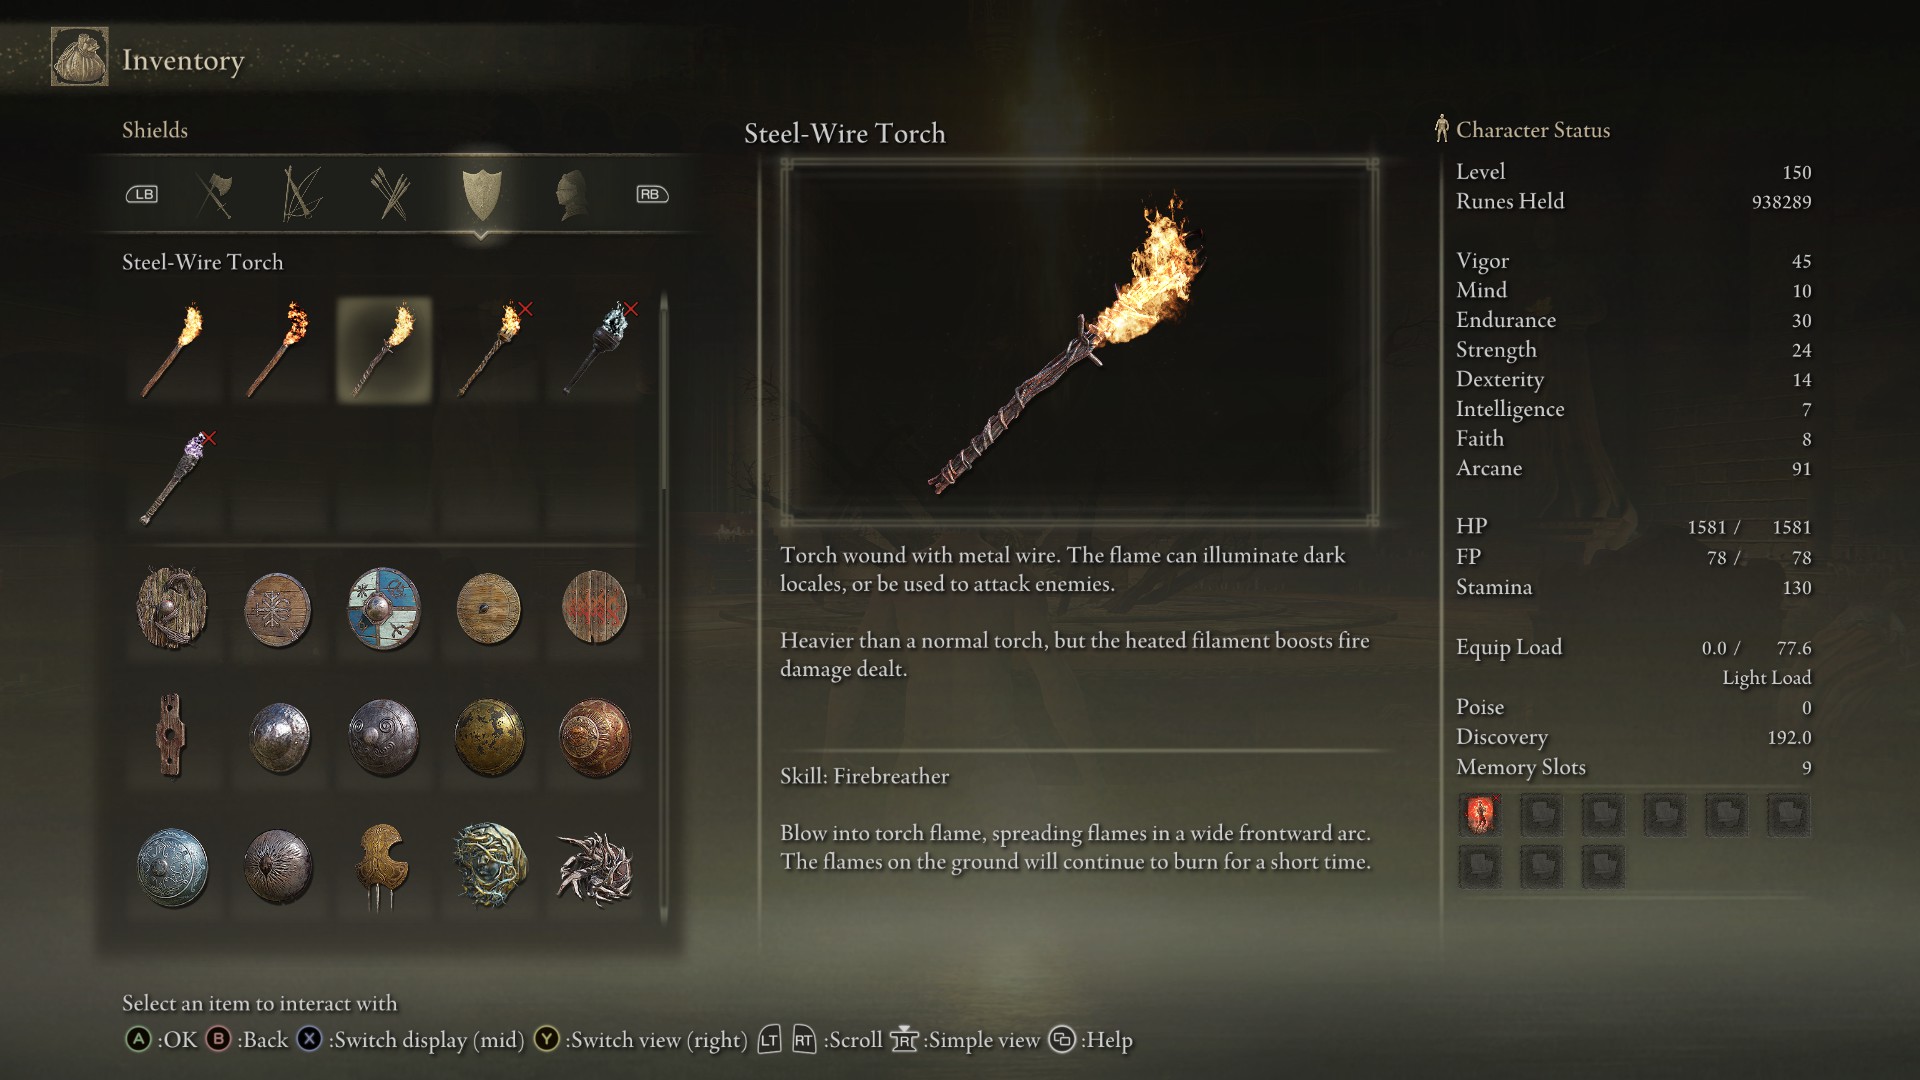 Inventory
Shields
LB
RB
Steel-Wire Torch
Steel-Wire Torch
Torch wound with metal wire. The flame can illuminate dark
locales, or be used to attack enemies.
Heavier than a normal torch, but the heated filament boosts fire
damage dealt.
Skill: Firebreather
Blow into torch flame, spreading flames in a wide frontward arc.
The flames on the ground will continue to burn for a short time.
Character Status
Level 150
Runes Held 938289
Vigor 45
Mind 10
Endurance 30
Strength 24
Dexterity 14
Intelligence 7
Faith 8
Arcane 91
HP 1581 / 1581
FP 78 / 78
Stamina 130
Equip Load 0.0 / 77.6
Light Load
Poise 0
Discovery 192.0
Memory Slots 9
Select an item to interact with
A :OK B :Back X :Switch display (mid) Y :Switch view (right) LT RT :Scroll R :Simple view :Help